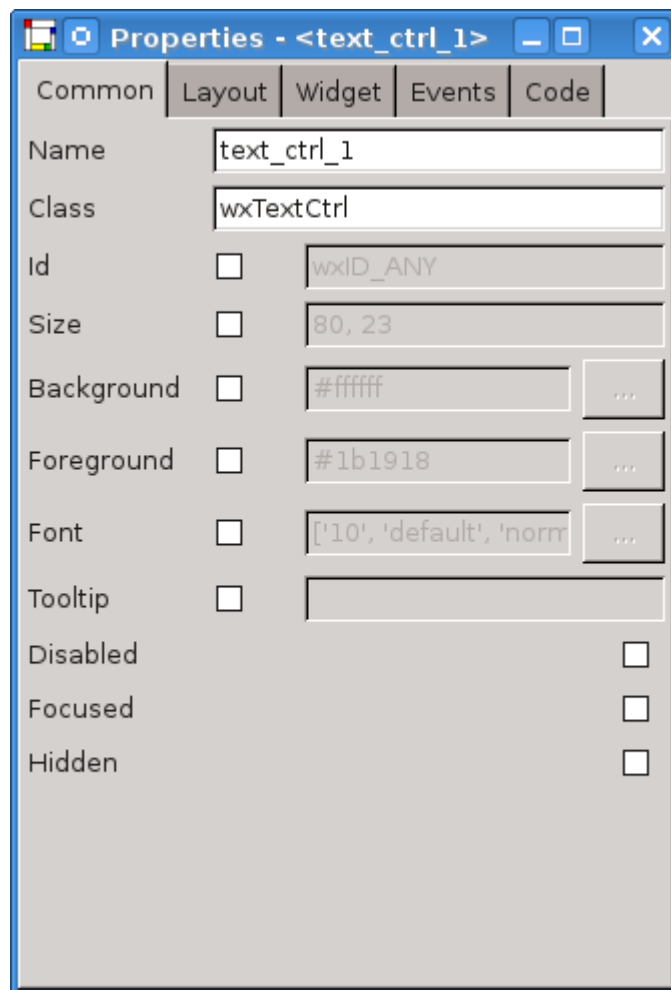 Properties - <text_ctrl_1>
Common Layout Widget Events Code
Name text_ctrl_1
Class wxTextCtrl
Id wxID_ANY
Size 80, 23
Background #ffffff ...
Foreground #1b1918 ...
Font ['10', 'default', 'norm ...
Tooltip
Disabled
Focused
Hidden